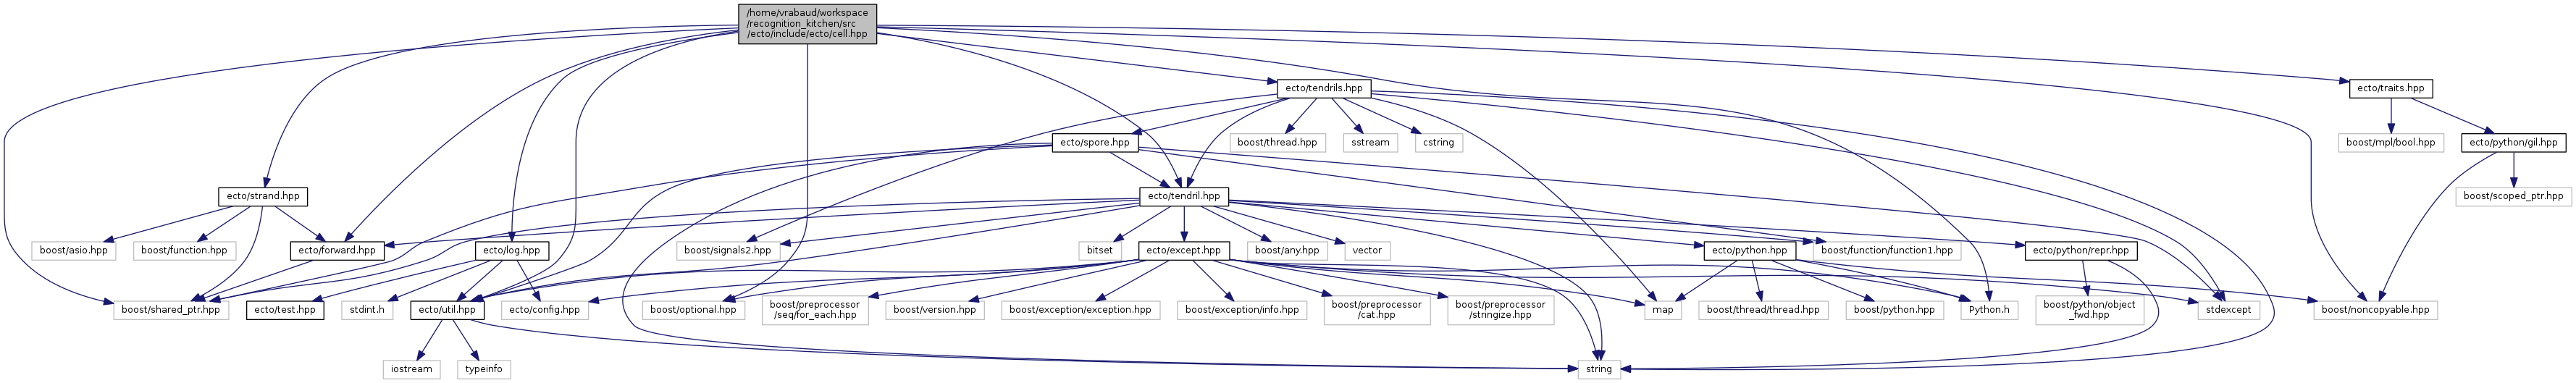 /home/vrabaud/workspace
/recognition_kitchen/src
/ecto/include/ecto/cell.hpp
ecto/tendrils.hpp
ecto/traits.hpp
ecto/spore.hpp
boost/thread.hpp
sstream
cstring
boost/mpl/bool.hpp
ecto/python/gil.hpp
ecto/strand.hpp
ecto/tendril.hpp
boost/scoped_ptr.hpp
boost/asio.hpp
boost/function.hpp
ecto/forward.hpp
ecto/log.hpp
boost/signals2.hpp
bitset
ecto/except.hpp
boost/any.hpp
vector
ecto/python.hpp
boost/function/function1.hpp
ecto/python/repr.hpp
boost/shared_ptr.hpp
ecto/test.hpp
stdint.h
ecto/util.hpp
ecto/config.hpp
boost/optional.hpp
boost/preprocessor
/seq/for_each.hpp
boost/version.hpp
boost/exception/exception.hpp
boost/exception/info.hpp
boost/preprocessor
/cat.hpp
boost/preprocessor
/stringize.hpp
map
boost/thread/thread.hpp
boost/python.hpp
Python.h
boost/python/object
_fwd.hpp
stdexcept
boost/noncopyable.hpp
iostream
typeinfo
string